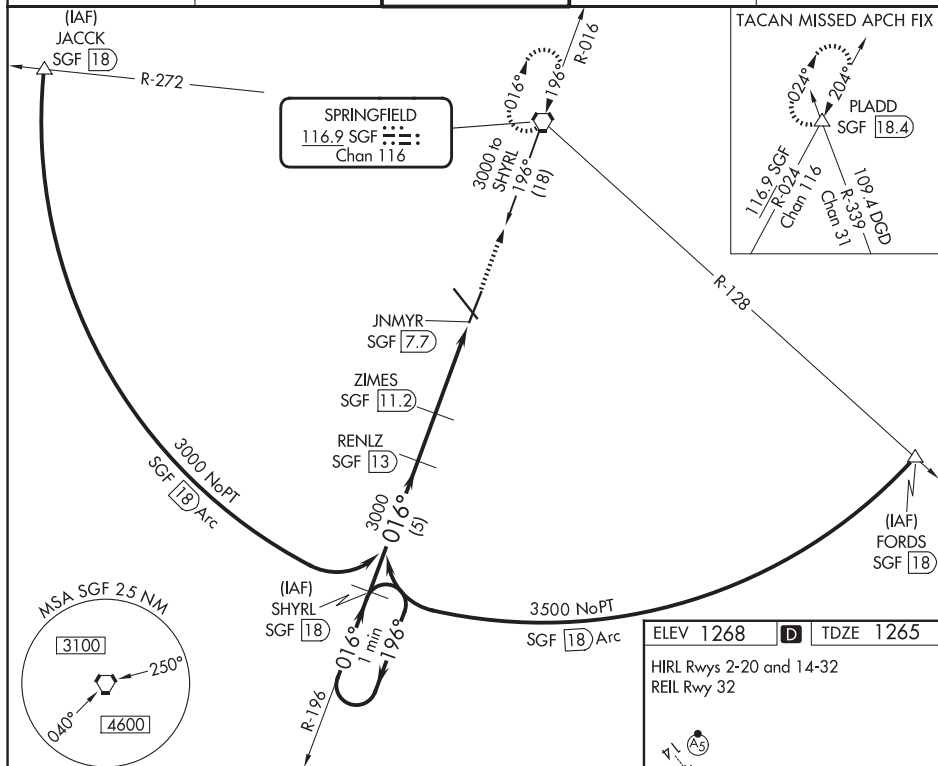 (IAF)
JACCK
SGF 18
R-272
SPRINGFIELD
116.9 SGF
Chan 116
016°
196°
R-016
3000 to
SHYRL
196°
(18)
TACAN MISSED APCH FIX
024°
204°
PLADD
SGF 18.4
116.9 SGF
R-024
Chan 116
109.4 DGD
R-339
Chan 31
R-128
JNMYR
SGF 7.7
ZIMES
SGF 11.2
RENLZ
SGF 13
3000 NoPT
SGF 18 Arc
3000
016°
(5)
(IAF)
FORDS
SGF 18
(IAF)
SHYRL
SGF 18
016°
1 min
196°
R-196
3500 NoPT
SGF 18 Arc
MSA SGF 25 NM
3100
250°
040°
4600
ELEV 1268 D TDZE 1265
HIRL Rwys 2-20 and 14-32
REIL Rwy 32
A5
14